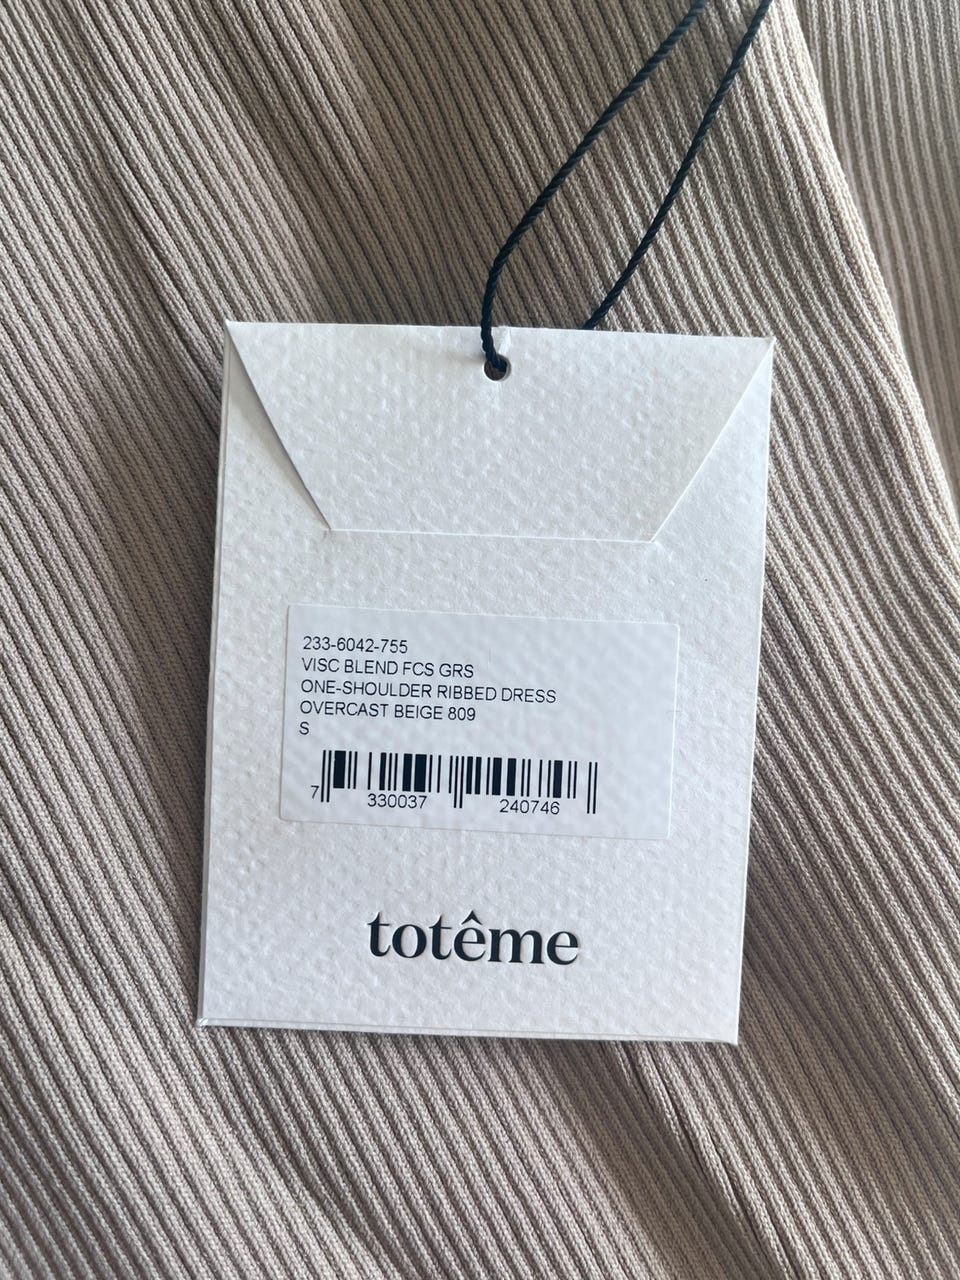 233-6042-755
VISC BLEND FCS GRS
ONE-SHOULDER RIBBED DRESS
OVERCAST BEIGE 809
S
7 330037 240746
totême